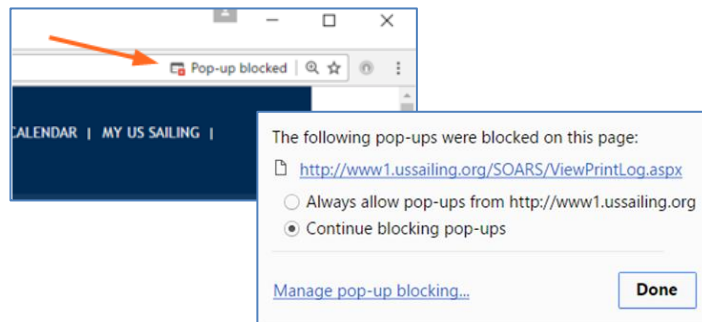 Pop-up blocked
CALENDAR | MY US SAILING |
The following pop-ups were blocked on this page:
http://www1.ussailing.org/SOARS/ViewPrintLog.aspx
Always allow pop-ups from http://www1.ussailing.org
Continue blocking pop-ups
Manage pop-up blocking...
Done